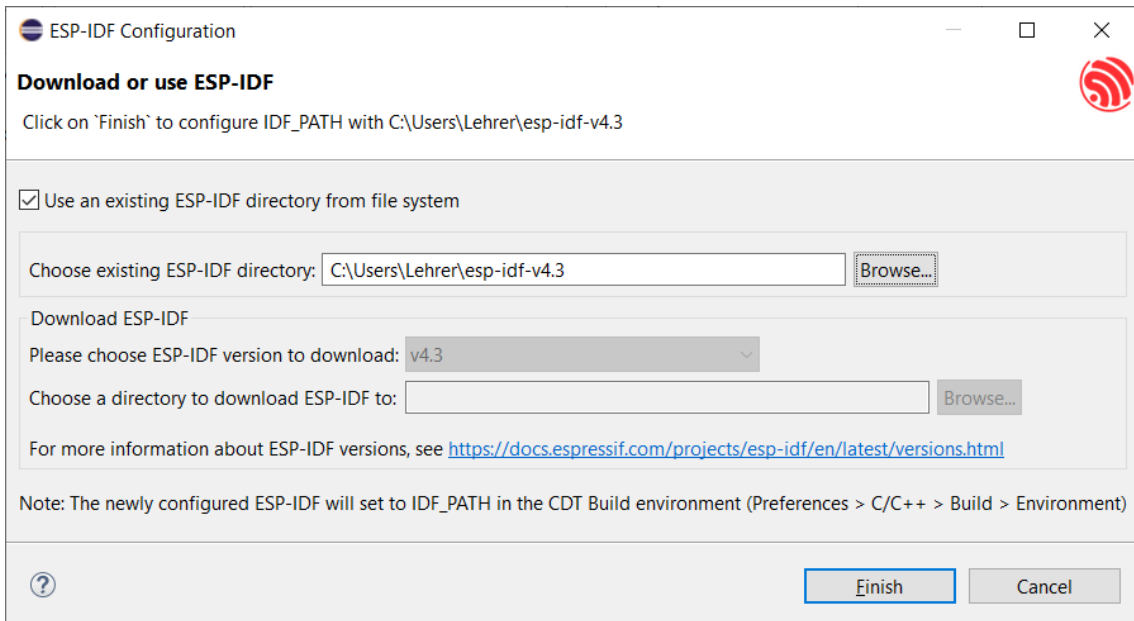 ESP-IDF Configuration
Download or use ESP-IDF
Click on `Finish` to configure IDF_PATH with C:\Users\Lehrer\esp-idf-v4.3
Use an existing ESP-IDF directory from file system
Choose existing ESP-IDF directory: C:\Users\Lehrer\esp-idf-v4.3 Browse...
Download ESP-IDF
Please choose ESP-IDF version to download: v4.3
Choose a directory to download ESP-IDF to: Browse...
For more information about ESP-IDF versions, see https://docs.espressif.com/projects/esp-idf/en/latest/versions.html
Note: The newly configured ESP-IDF will set to IDF_PATH in the CDT Build environment (Preferences > C/C++ > Build > Environment)
? Finish Cancel